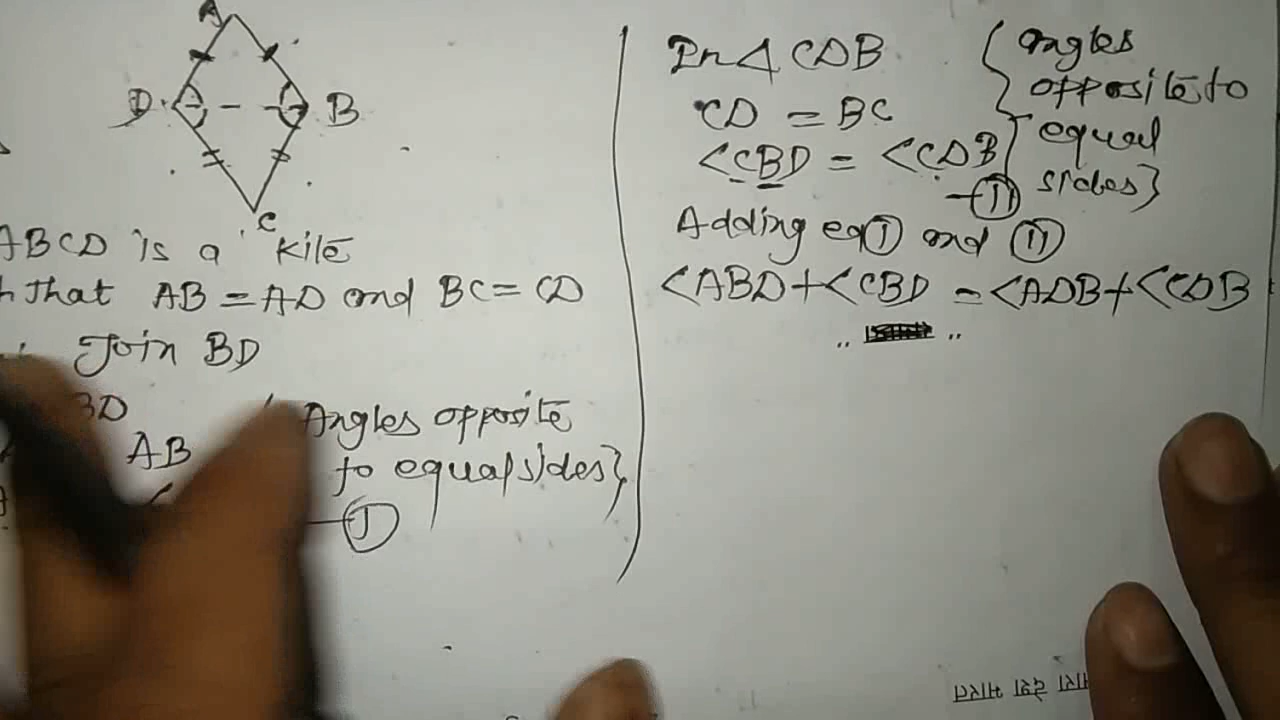 A
D
B
C
ABCD is a kite
that AB = AD and BC = CD
Join BD
BD
AB
Angles opposite
to equal sides}
I
In △ CDB
CD = BC
<CBD = <CDB
II
{angles
opposite to
equal
sides}
Adding eq I and II
<ABD + <CBD = <ADB + <CDB